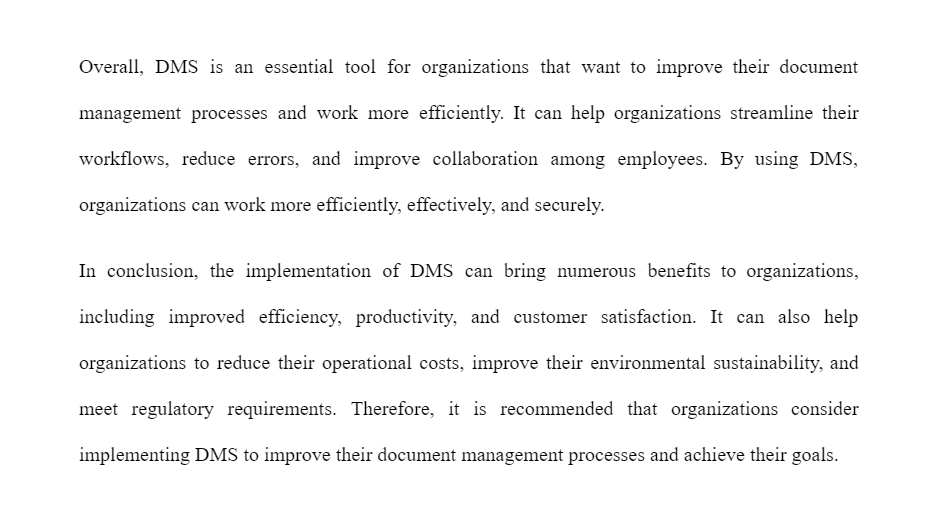 Overall, DMS is an essential tool for organizations that want to improve their document
management processes and work more efficiently. It can help organizations streamline their
workflows, reduce errors, and improve collaboration among employees. By using DMS,
organizations can work more efficiently, effectively, and securely.
In conclusion, the implementation of DMS can bring numerous benefits to organizations,
including improved efficiency, productivity, and customer satisfaction. It can also help
organizations to reduce their operational costs, improve their environmental sustainability, and
meet regulatory requirements. Therefore, it is recommended that organizations consider
implementing DMS to improve their document management processes and achieve their goals.